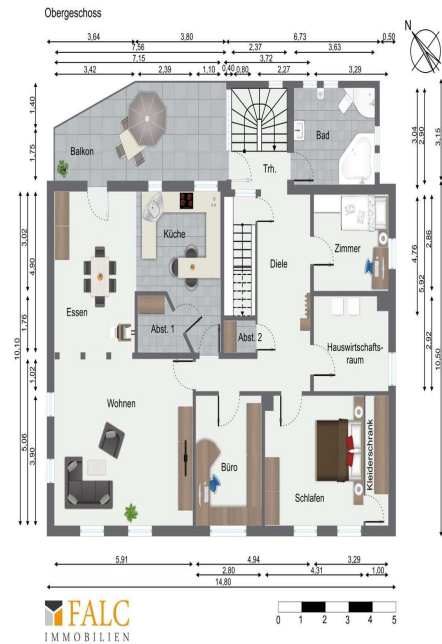 Obergeschoss
N
3,64 3,80 6,73 0,50
7,56 2,37 3,63
7,15 3,72
3,42 2,39 1,10 0,40 0,80 2,27 3,29
1,40
1,75
3,04
2,90
3,15
Bad
Balkon
Trh.
Küche
Zimmer
Diele
Essen
Abst. 1
Abst. 2
Hauswirtschafts-
raum
Wohnen
Büro
Schlafen
Kleiderschrank
3,02
4,90
1,76
10,10
1,02
5,06
3,90
4,76
2,86
5,92
2,92
10,50
5,91 4,94 3,29
2,80 4,31 1,00
14,80
FALC
IMMOBILIEN
0 1 2 3 4 5